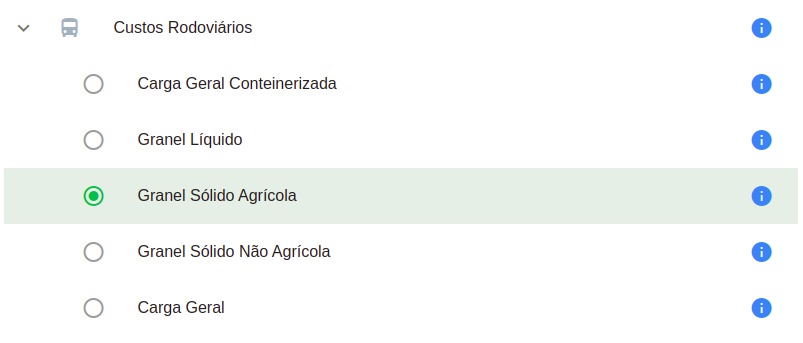 Custos Rodoviários
Carga Geral Conteinerizada
Granel Líquido
Granel Sólido Agrícola
Granel Sólido Não Agrícola
Carga Geral